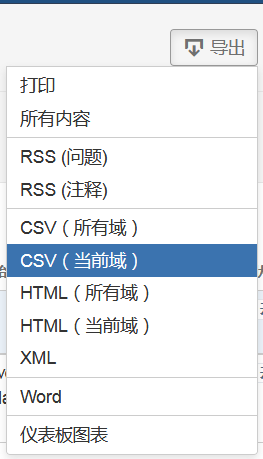 导出
打印
所有内容
RSS (问题)
RSS (注释)
CSV（所有域）
CSV（当前域）
HTML（所有域）
HTML（当前域）
XML
Word
仪表板图表